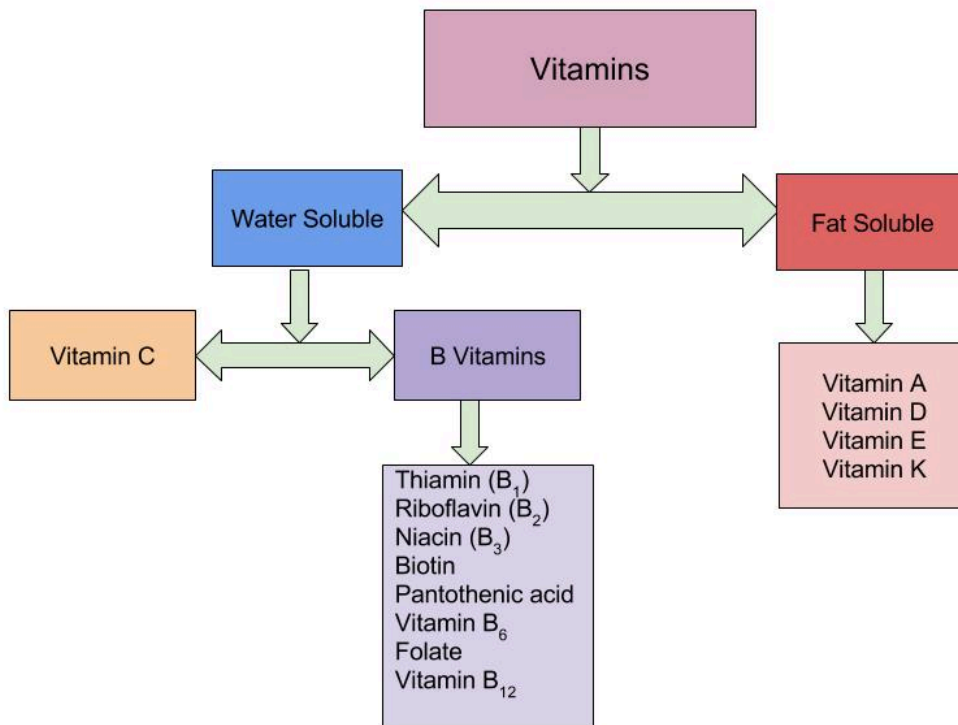 Vitamins
Water Soluble
Fat Soluble
Vitamin C
B Vitamins
Vitamin A
Vitamin D
Vitamin E
Vitamin K
Thiamin (B₁)
Riboflavin (B₂)
Niacin (B₃)
Biotin
Pantothenic acid
Vitamin B₆
Folate
Vitamin B₁₂